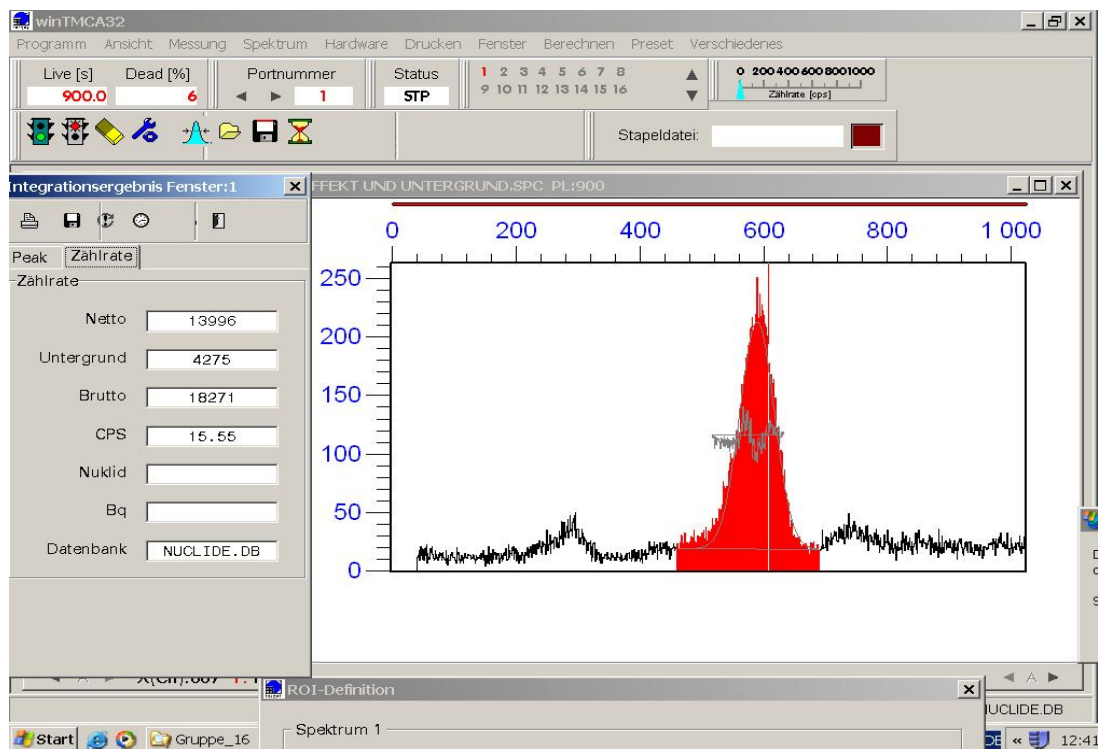 winTMCA32
Programm Ansicht Messung Spektrum Hardware Drucken Fenster Berechnen Preset Verschiedenes
Live [s] Dead [%] Portnummer Status 1 2 3 4 5 6 7 8 0 200 400 600 800 1000
900.0 6 1 STP 9 10 11 12 13 14 15 16 Zählrate [cps]
Stapeldatei:
Integrationsergebnis Fenster:1
FFEKT UND UNTERGRUND.SPC PL:900
Peak Zählrate
Zählrate
Netto 13996
Untergrund 4275
Brutto 18271
CPS 15.55
Nuklid
Bq
Datenbank NUCLIDE.DB
0 200 400 600 800 1 000
250
200
150
100
50
0
A
ROI-Definition
Spektrum 1
UCLIDE.DB
Start Gruppe_16 DE « 12:41